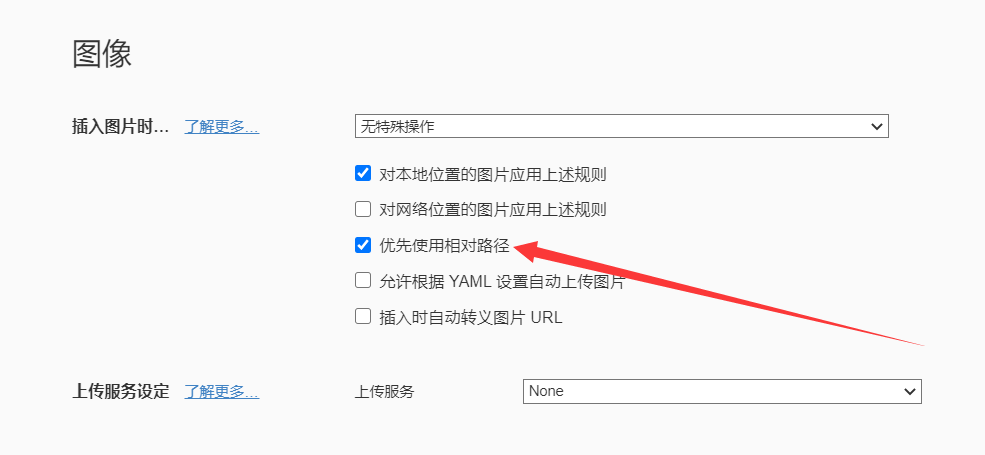 图像
插入图片时... 了解更多... 无特殊操作
对本地位置的图片应用上述规则
对网络位置的图片应用上述规则
优先使用相对路径
允许根据 YAML 设置自动上传图片
插入时自动转义图片 URL
上传服务设定 了解更多... 上传服务 None